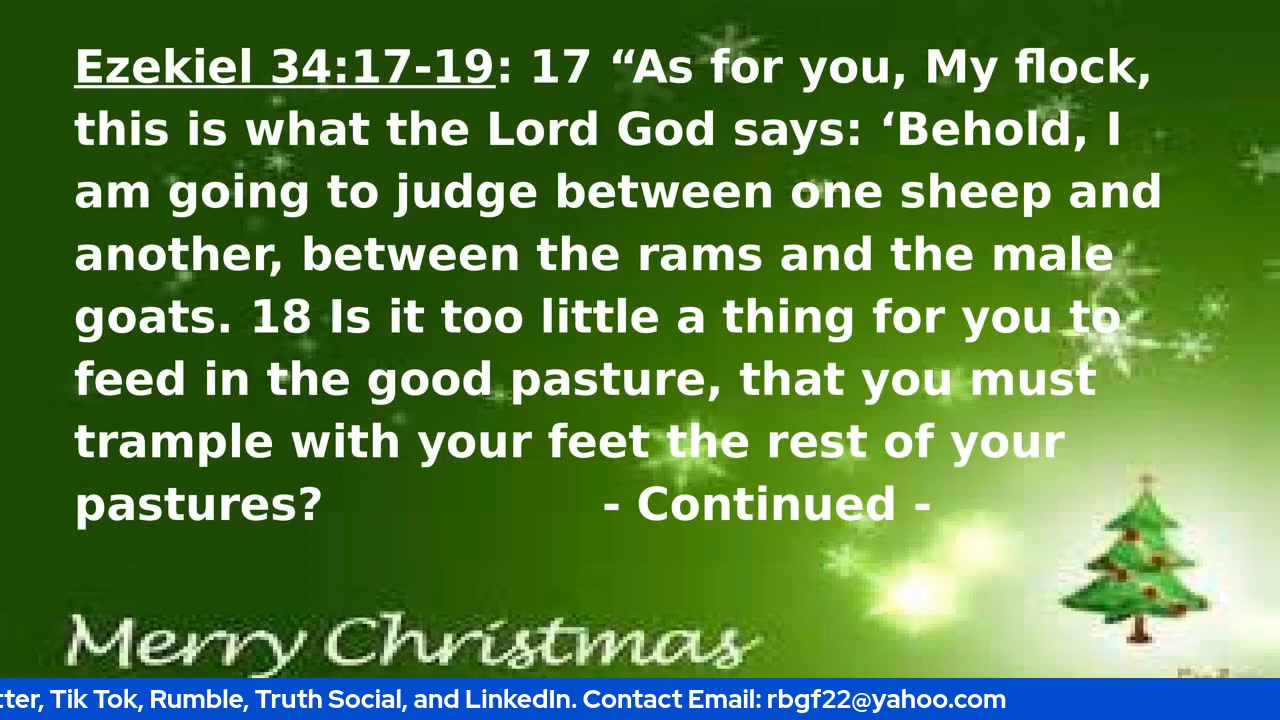 Ezekiel 34:17-19: 17 “As for you, My flock,
this is what the Lord God says: ‘Behold, I
am going to judge between one sheep and
another, between the rams and the male
goats. 18 Is it too little a thing for you to
feed in the good pasture, that you must
trample with your feet the rest of your
pastures? - Continued -
Merry Christmas
Tik Tok, Rumble, Truth Social, and LinkedIn. Contact Email: rbgf22@yahoo.com